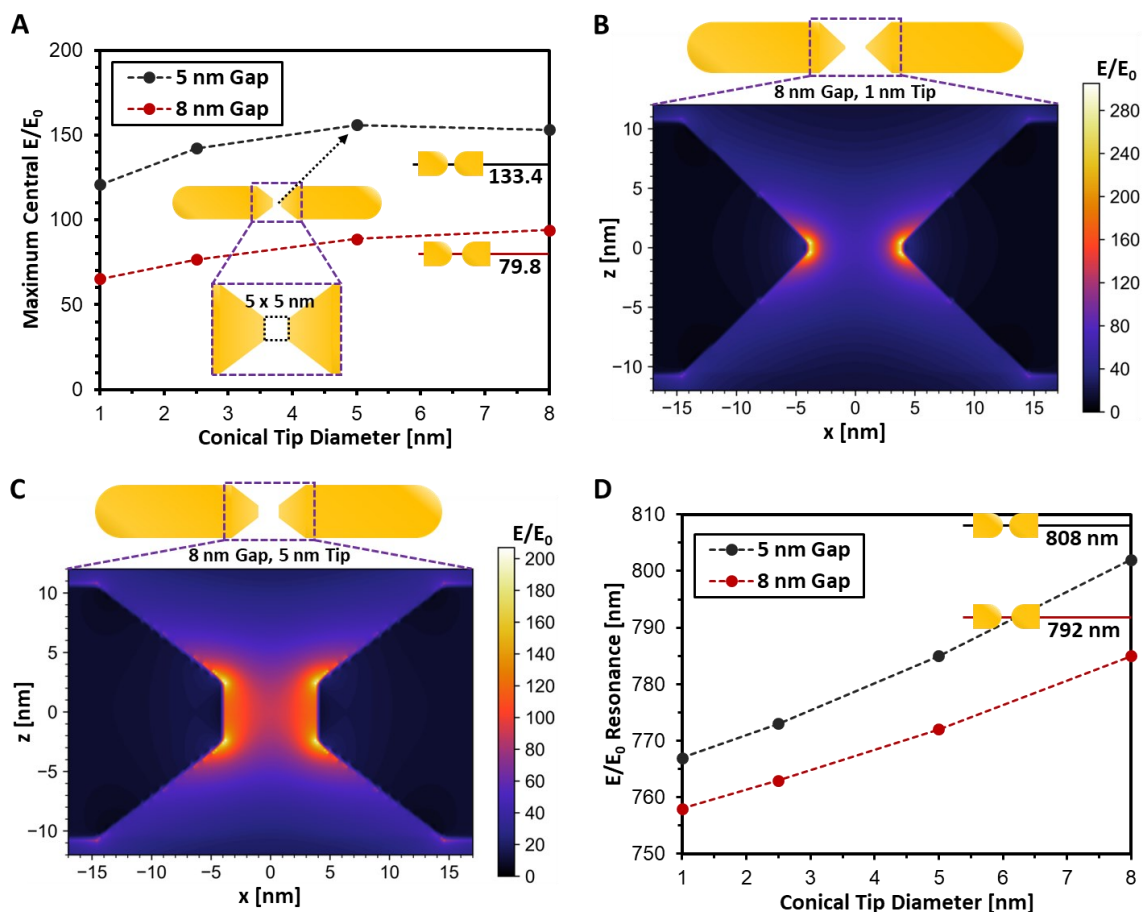 A
200
150
100
50
0
Maximum Central E/E₀
5 nm Gap
8 nm Gap
133.4
79.8
5 x 5 nm
1 2 3 4 5 6 7 8
Conical Tip Diameter [nm]
B
8 nm Gap, 1 nm Tip
E/E₀
280
240
200
160
120
80
40
0
10
5
0
−5
−10
z [nm]
−15 −10 −5 0 5 10 15
x [nm]
C
8 nm Gap, 5 nm Tip
E/E₀
200
180
160
140
120
100
80
60
40
20
0
10
5
0
−5
−10
z [nm]
−15 −10 −5 0 5 10 15
x [nm]
D
810
800
790
780
770
760
750
E/E₀ Resonance [nm]
5 nm Gap
8 nm Gap
808 nm
792 nm
1 2 3 4 5 6 7 8
Conical Tip Diameter [nm]